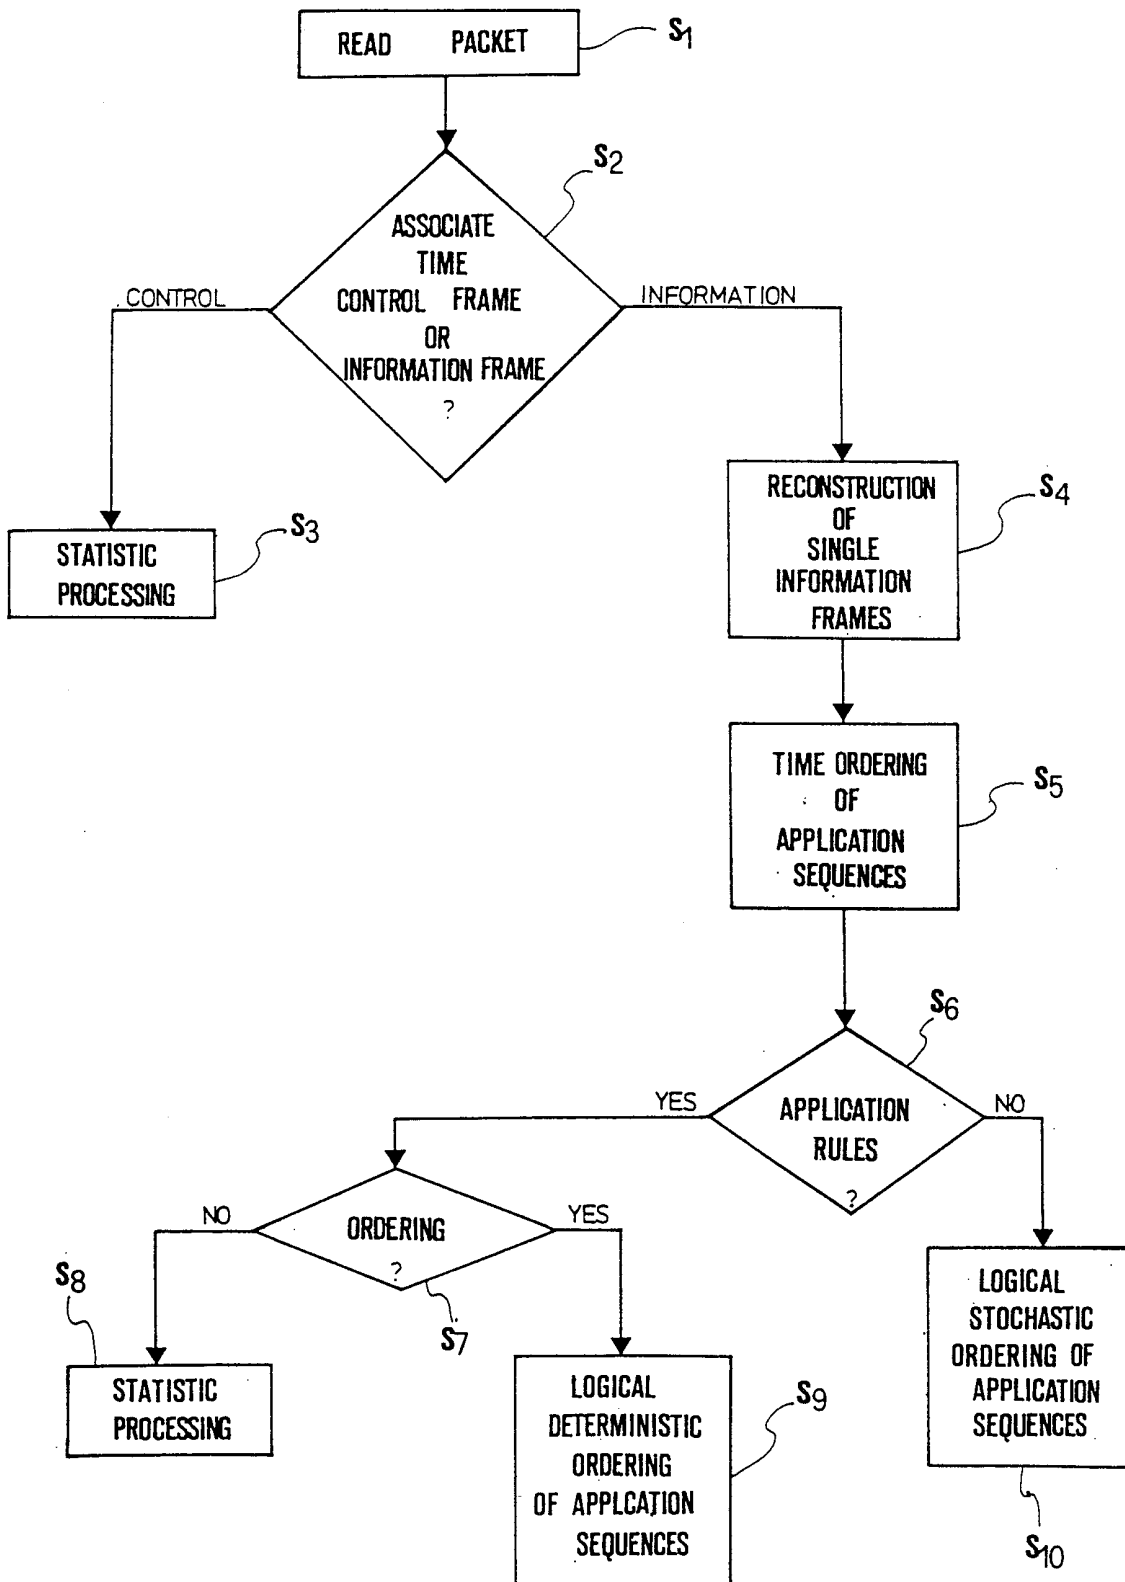 READ PACKET
S1
ASSOCIATE
TIME
CONTROL FRAME
OR
INFORMATION FRAME
?
S2
CONTROL
INFORMATION
STATISTIC
PROCESSING
S3
RECONSTRUCTION
OF
SINGLE
INFORMATION
FRAMES
S4
TIME ORDERING
OF
APPLICATION
SEQUENCES
S5
APPLICATION
RULES
?
S6
YES
NO
ORDERING
?
S7
NO
YES
S8
STATISTIC
PROCESSING
LOGICAL
DETERMINISTIC
ORDERING
OF APPLCATION
SEQUENCES
S9
LOGICAL
STOCHASTIC
ORDERING OF
APPLICATION
SEQUENCES
S10